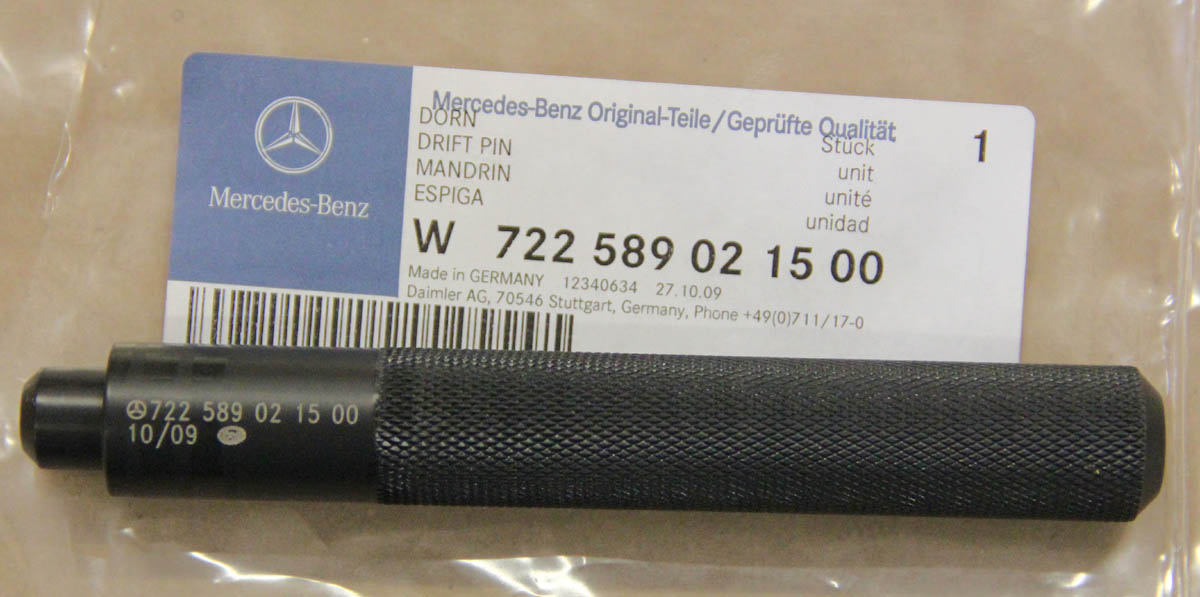 Mercedes-Benz
Mercedes-Benz Original-Teile/Geprüfte Qualität
1
DORN Stück
DRIFT PIN unit
MANDRIN unité
ESPIGA unidad
W 722 589 02 15 00
Made in GERMANY 12340634 27.10.09
Daimler AG, 70546 Stuttgart, Germany, Phone +49(0)711/17-0
722 589 02 15 00
10/09